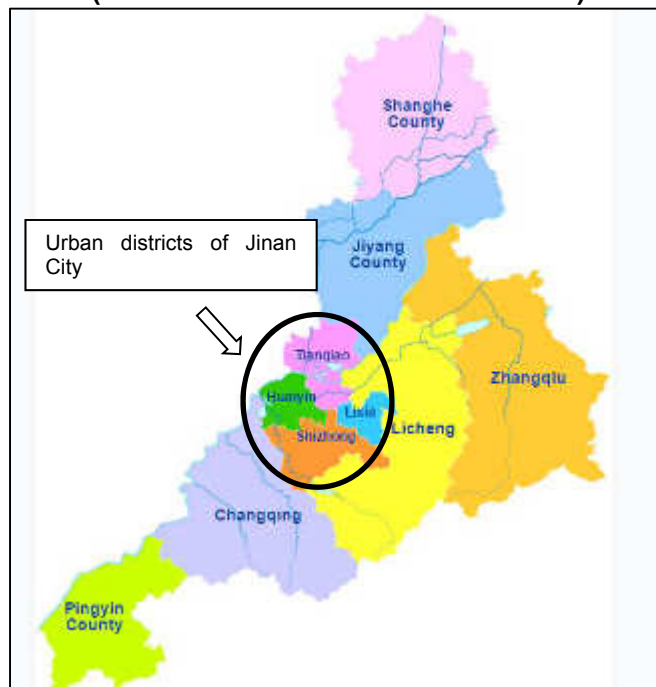 Shanghe
County
Urban districts of Jinan
City
Jiyang
County
Tianqiao
Zhangqiu
Huaiyin
Lixia
Licheng
Shizhong
Changqing
Pingyin
County